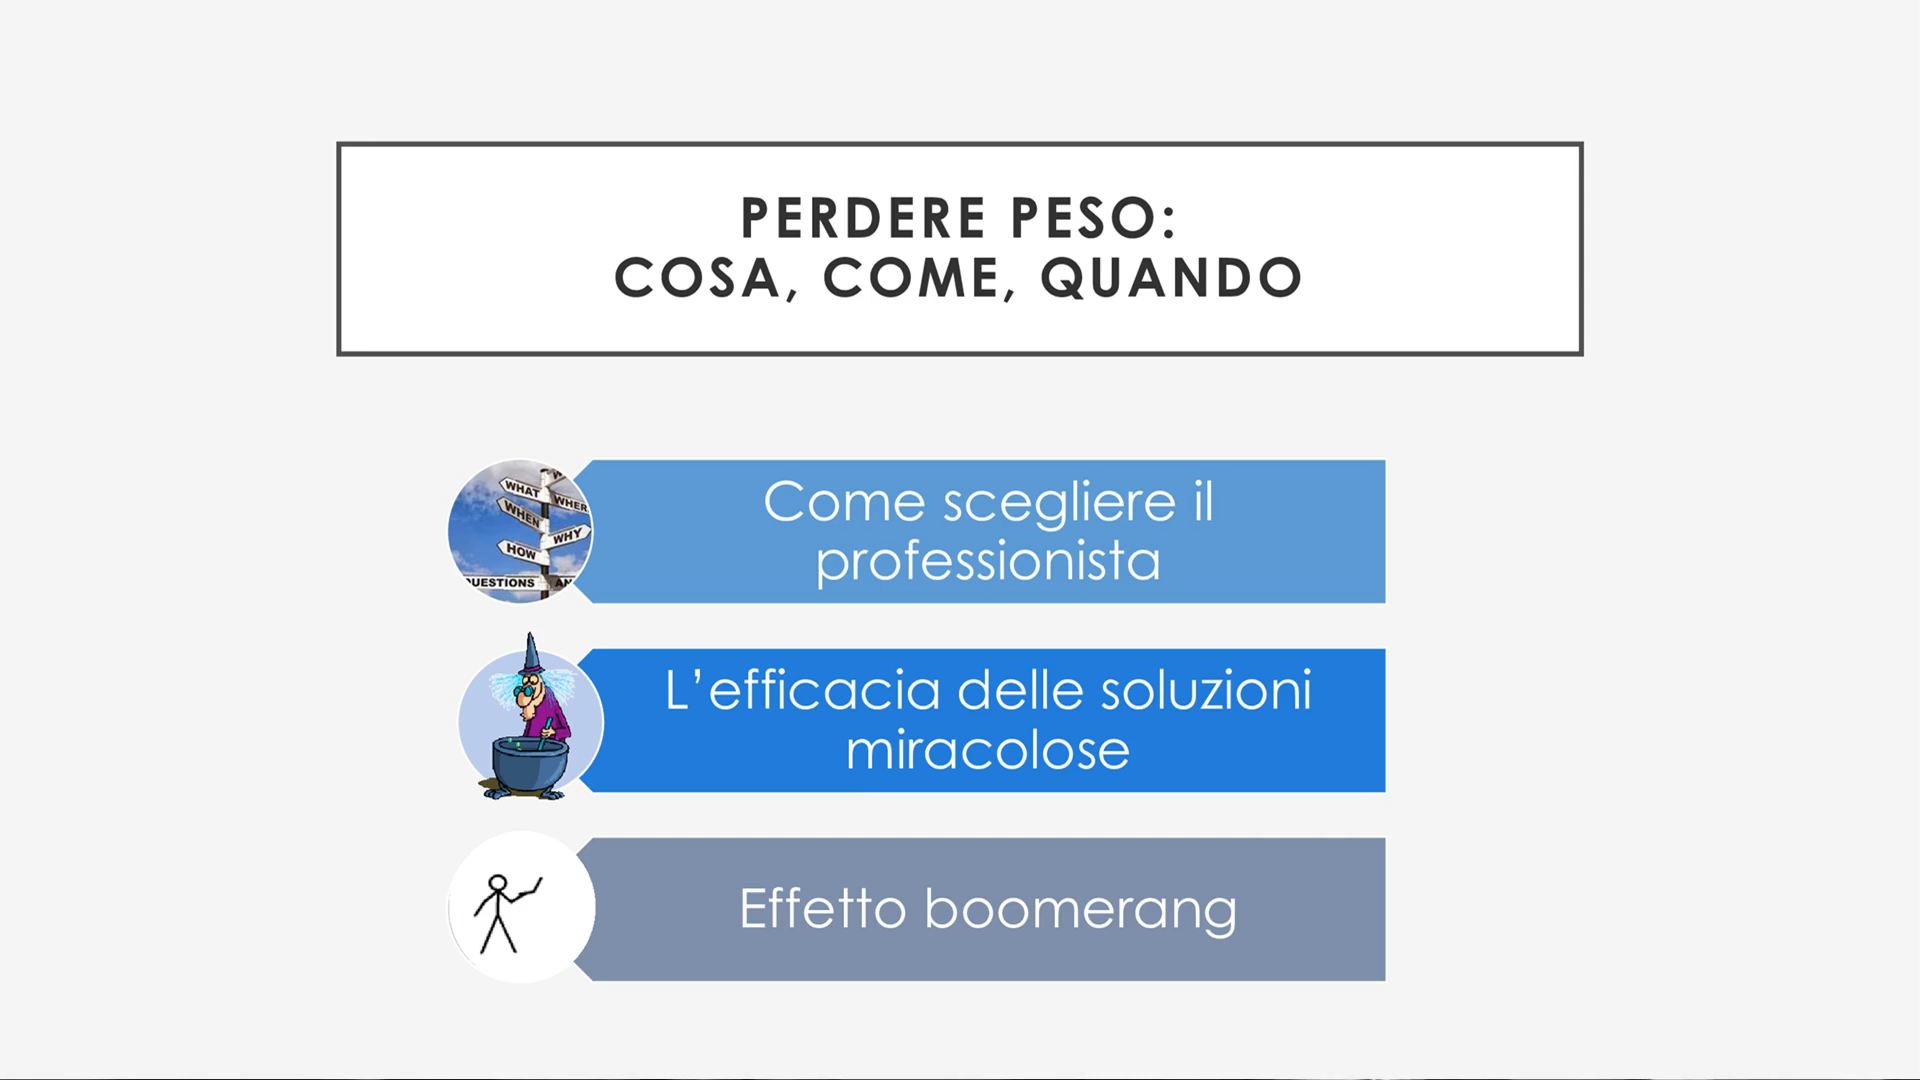 PERDERE PESO:
COSA, COME, QUANDO
WHAT
WHEN
WHY
HOW
Come scegliere il
professionista
L’efficacia delle soluzioni
miracolose
Effetto boomerang